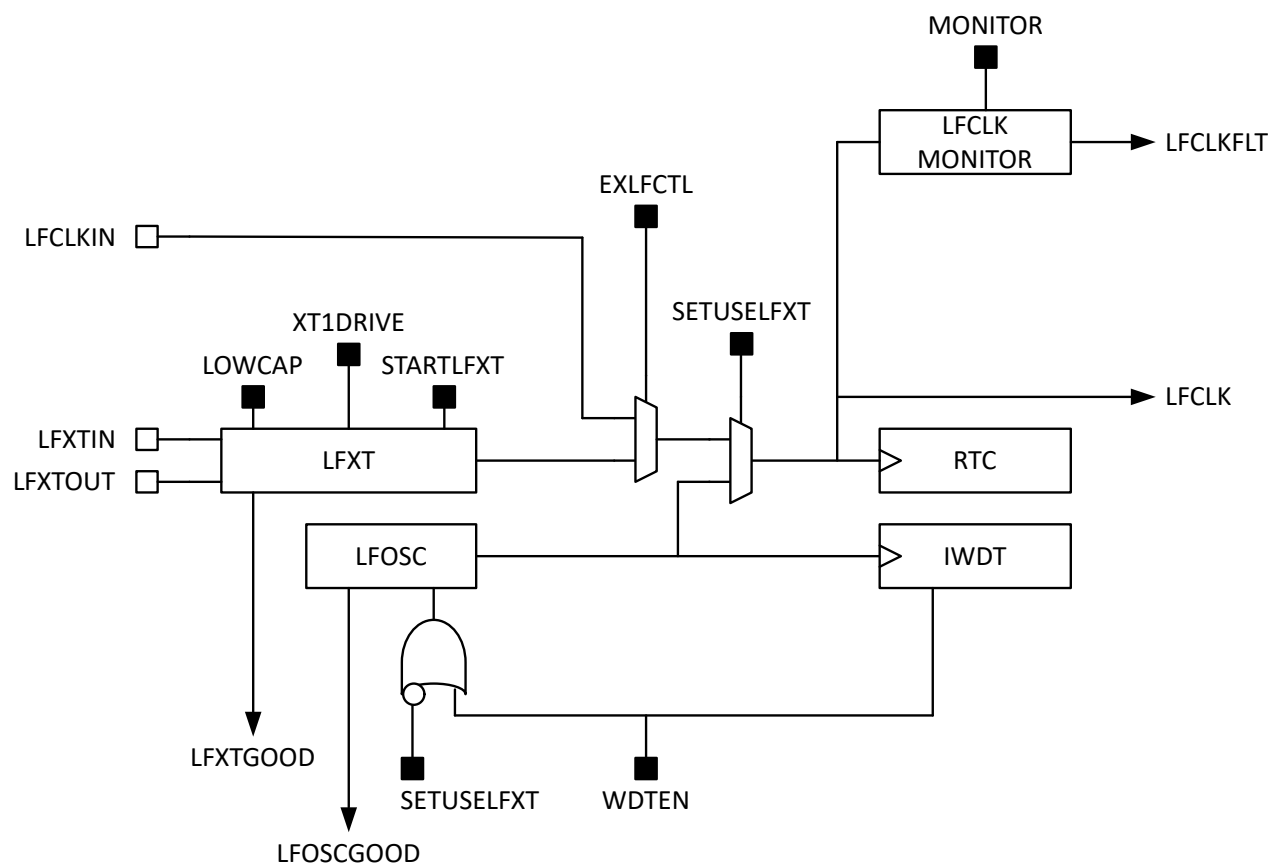 MONITOR
LFCLK
MONITOR
LFCLKFLT
EXLFCTL
LFCLKIN
SETUSELFXT
XT1DRIVE
LOWCAP
STARTLFXT
LFCLK
LFXTIN
LFXT
RTC
LFXTOUT
LFOSC
IWDT
LFXTGOOD
SETUSELFXT
WDTEN
LFOSCGOOD